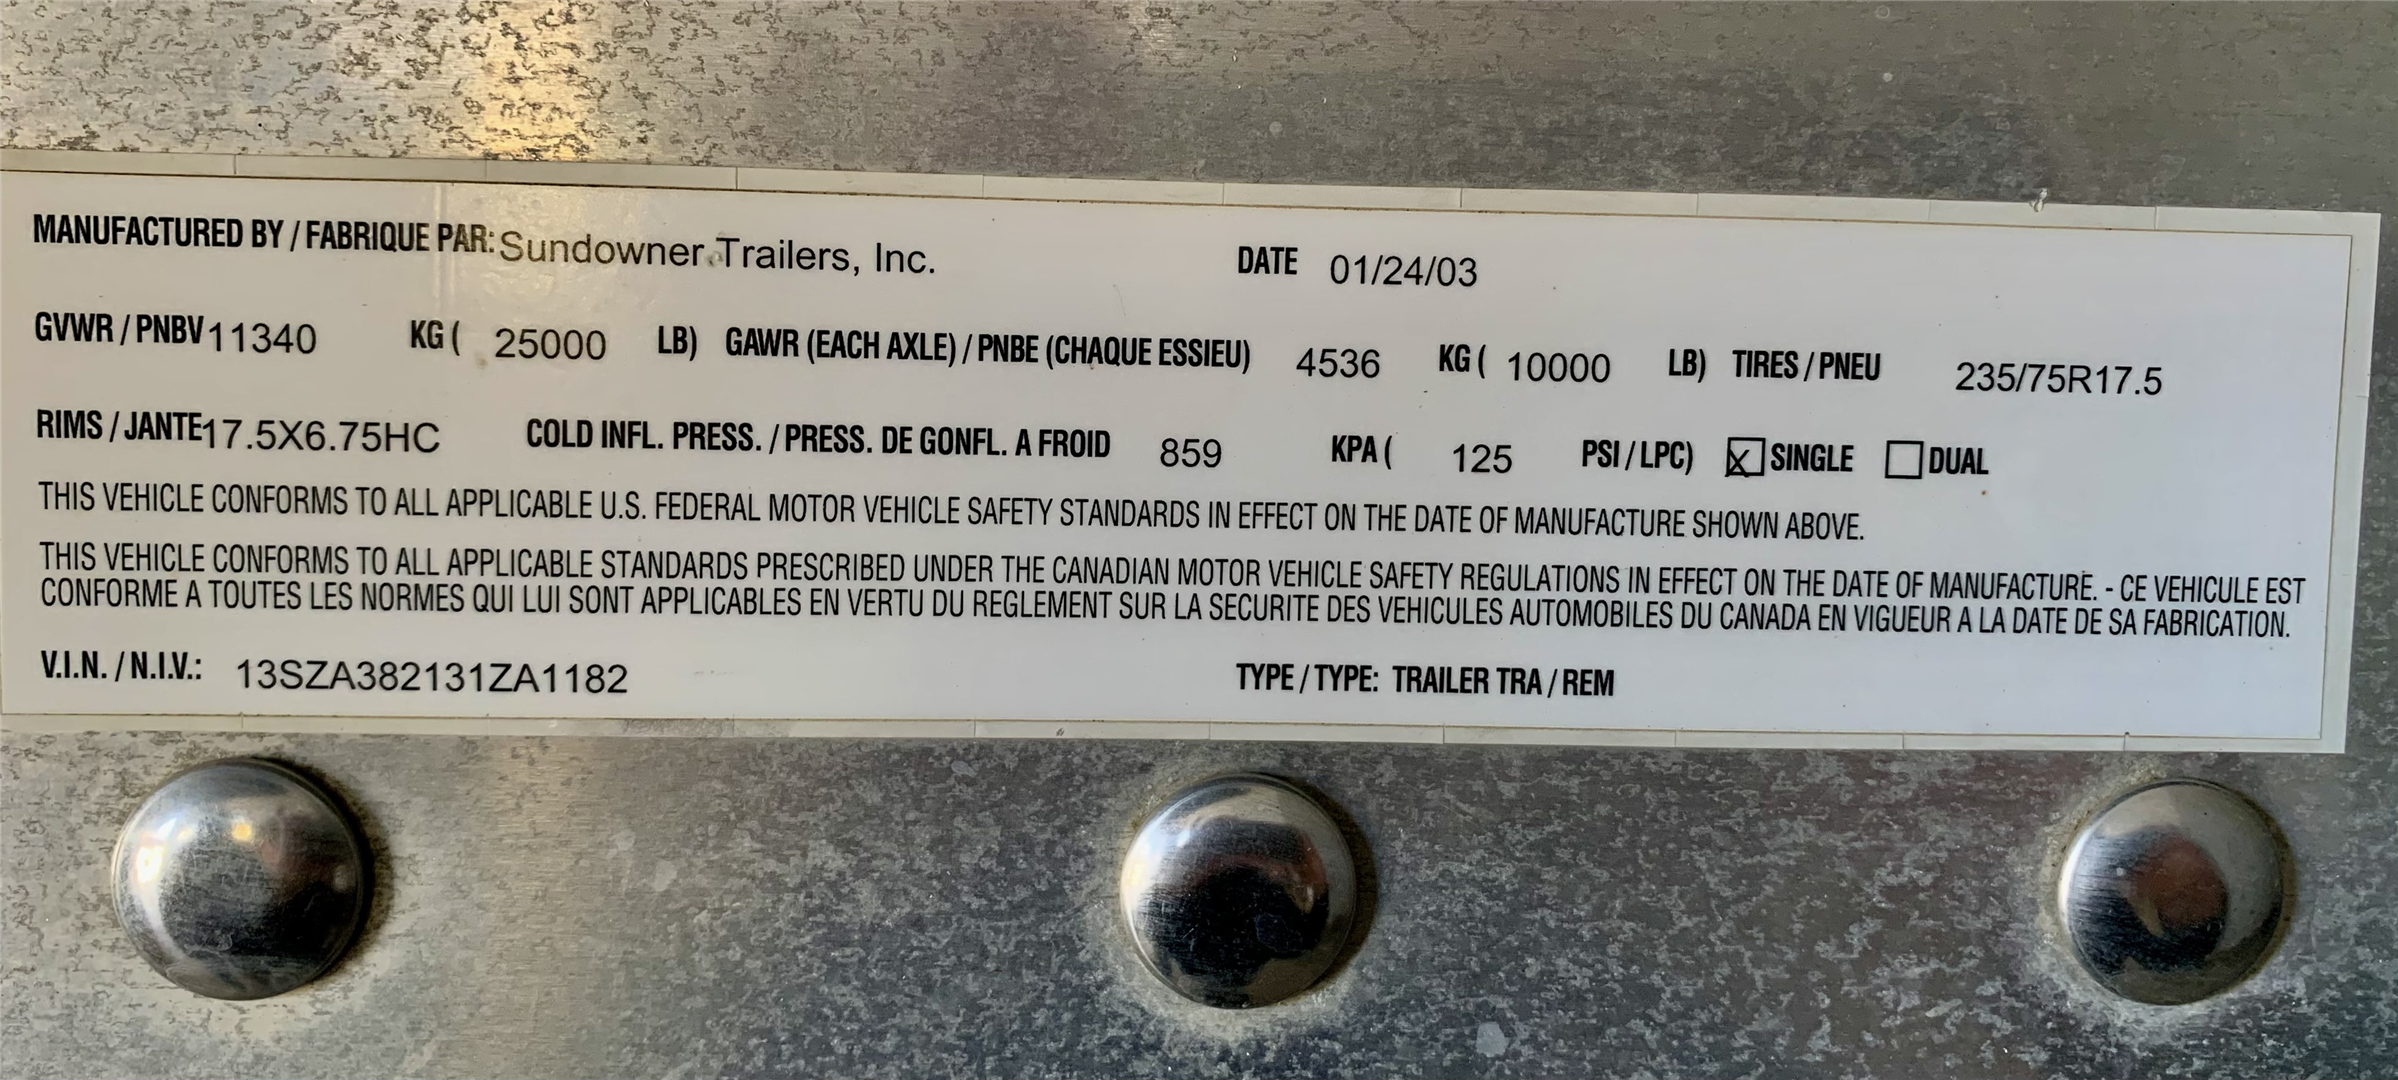 MANUFACTURED BY / FABRIQUE PAR: Sundowner Trailers, Inc. DATE 01/24/03
GVWR / PNBV 11340 KG ( 25000 LB) GAWR (EACH AXLE) / PNBE (CHAQUE ESSIEU) 4536 KG ( 10000 LB) TIRES / PNEU 235/75R17.5
RIMS / JANTE 17.5X6.75HC COLD INFL. PRESS. / PRESS. DE GONFL. A FROID 859 KPA ( 125 PSI / LPC) ☒ SINGLE ☐ DUAL
THIS VEHICLE CONFORMS TO ALL APPLICABLE U.S. FEDERAL MOTOR VEHICLE SAFETY STANDARDS IN EFFECT ON THE DATE OF MANUFACTURE SHOWN ABOVE.
THIS VEHICLE CONFORMS TO ALL APPLICABLE STANDARDS PRESCRIBED UNDER THE CANADIAN MOTOR VEHICLE SAFETY REGULATIONS IN EFFECT ON THE DATE OF MANUFACTURE. - CE VEHICULE EST
CONFORME A TOUTES LES NORMES QUI LUI SONT APPLICABLES EN VERTU DU REGLEMENT SUR LA SECURITE DES VEHICULES AUTOMOBILES DU CANADA EN VIGUEUR A LA DATE DE SA FABRICATION.
V.I.N. / N.I.V.: 13SZA382131ZA1182 TYPE / TYPE: TRAILER TRA / REM